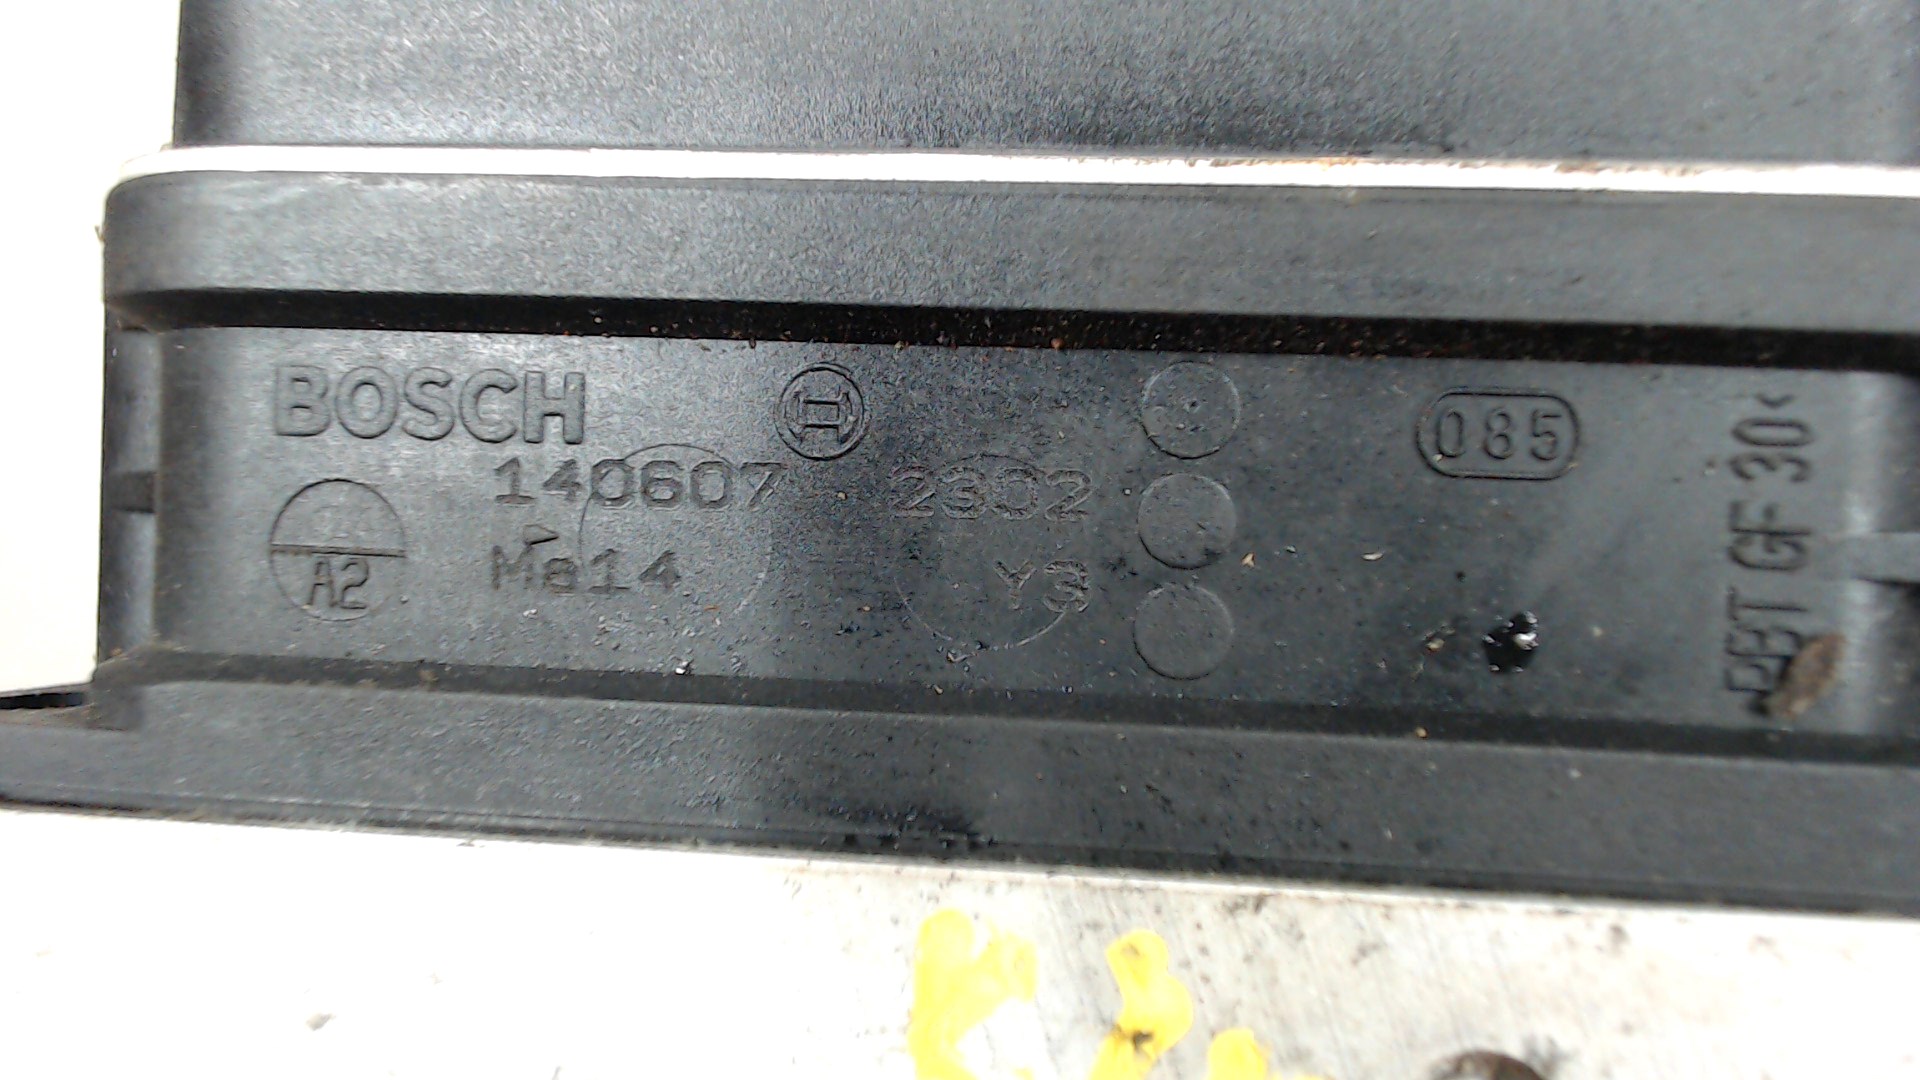 BOSCH
085
140607 2302
A2
Ma14 Y3
>PBT GF 30<